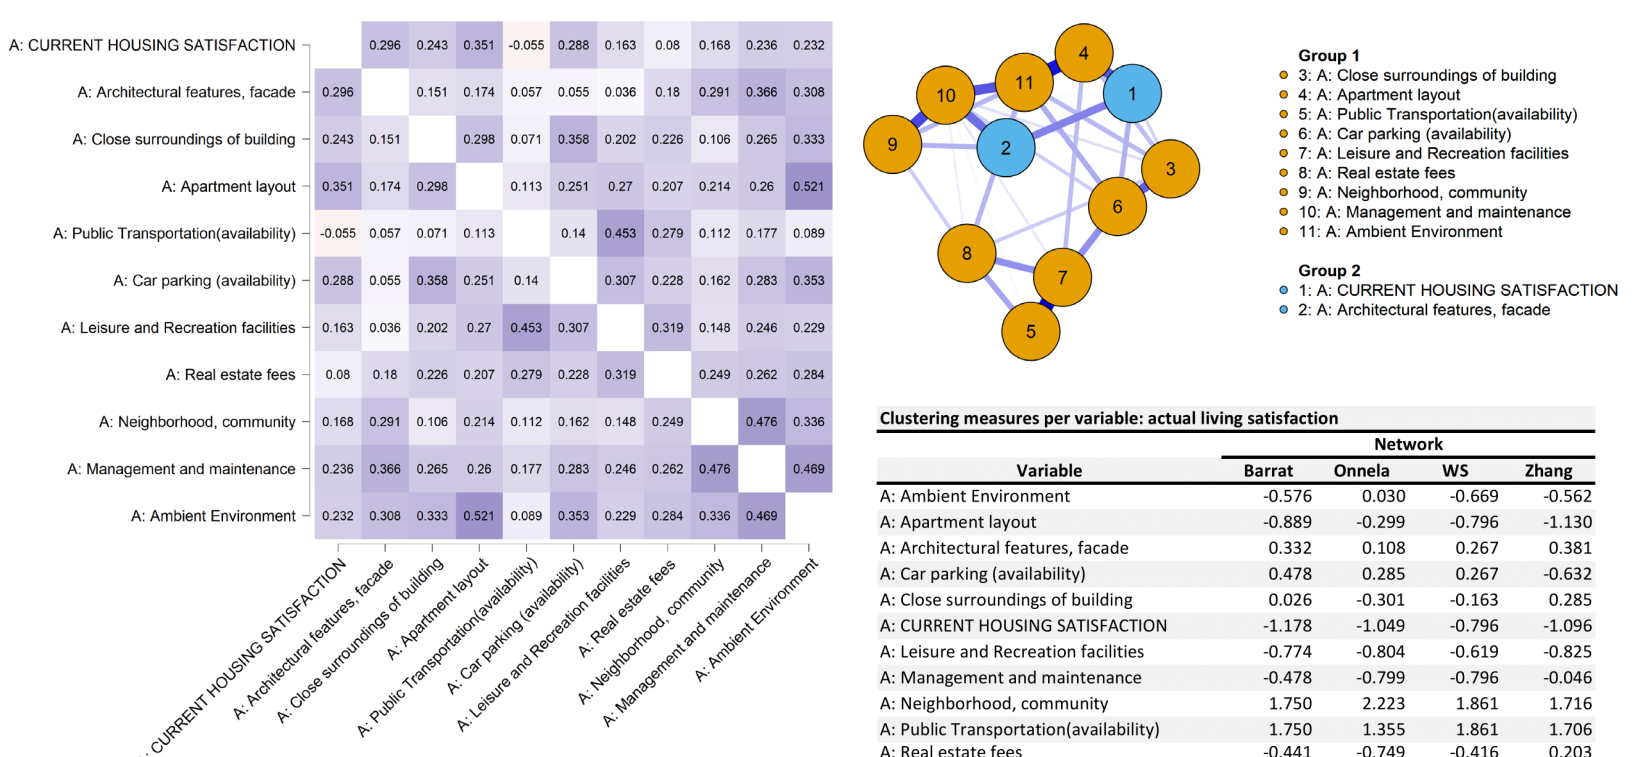 A: CURRENT HOUSING SATISFACTION 0.296 0.243 0.351 -0.055 0.288 0.163 0.08 0.168 0.236 0.232
A: Architectural features, facade 0.296 0.151 0.174 0.057 0.055 0.036 0.18 0.291 0.366 0.308
A: Close surroundings of building 0.243 0.151 0.298 0.071 0.358 0.202 0.226 0.106 0.265 0.333
A: Apartment layout 0.351 0.174 0.298 0.113 0.251 0.27 0.207 0.214 0.26 0.521
A: Public Transportation(availability) -0.055 0.057 0.071 0.113 0.14 0.453 0.279 0.112 0.177 0.089
A: Car parking (availability) 0.288 0.055 0.358 0.251 0.14 0.307 0.228 0.162 0.283 0.353
A: Leisure and Recreation facilities 0.163 0.036 0.202 0.27 0.453 0.307 0.319 0.148 0.246 0.229
A: Real estate fees 0.08 0.18 0.226 0.207 0.279 0.228 0.319 0.249 0.262 0.284
A: Neighborhood, community 0.168 0.291 0.106 0.214 0.112 0.162 0.148 0.249 0.476 0.336
A: Management and maintenance 0.236 0.366 0.265 0.26 0.177 0.283 0.246 0.262 0.476 0.469
A: Ambient Environment 0.232 0.308 0.333 0.521 0.089 0.353 0.229 0.284 0.336 0.469
: CURRENT HOUSING SATISFACTION
A: Architectural features, facade
A: Close surroundings of building
A: Apartment layout
A: Public Transportation(availability)
A: Car parking (availability)
A: Leisure and Recreation facilities
A: Real estate fees
A: Neighborhood, community
A: Management and maintenance
A: Ambient Environment
4
11
10
1
9
2
3
6
8
7
5
Group 1
3: A: Close surroundings of building
4: A: Apartment layout
5: A: Public Transportation(availability)
6: A: Car parking (availability)
7: A: Leisure and Recreation facilities
8: A: Real estate fees
9: A: Neighborhood, community
10: A: Management and maintenance
11: A: Ambient Environment
Group 2
1: A: CURRENT HOUSING SATISFACTION
2: A: Architectural features, facade
Clustering measures per variable: actual living satisfaction
Network
Variable Barrat Onnela WS Zhang
A: Ambient Environment -0.576 0.030 -0.669 -0.562
A: Apartment layout -0.889 -0.299 -0.796 -1.130
A: Architectural features, facade 0.332 0.108 0.267 0.381
A: Car parking (availability) 0.478 0.285 0.267 -0.632
A: Close surroundings of building 0.026 -0.301 -0.163 0.285
A: CURRENT HOUSING SATISFACTION -1.178 -1.049 -0.796 -1.096
A: Leisure and Recreation facilities -0.774 -0.804 -0.619 -0.825
A: Management and maintenance -0.478 -0.799 -0.796 -0.046
A: Neighborhood, community 1.750 2.223 1.861 1.716
A: Public Transportation(availability) 1.750 1.355 1.861 1.706
A: Real estate fees -0.441 -0.749 -0.416 0.203